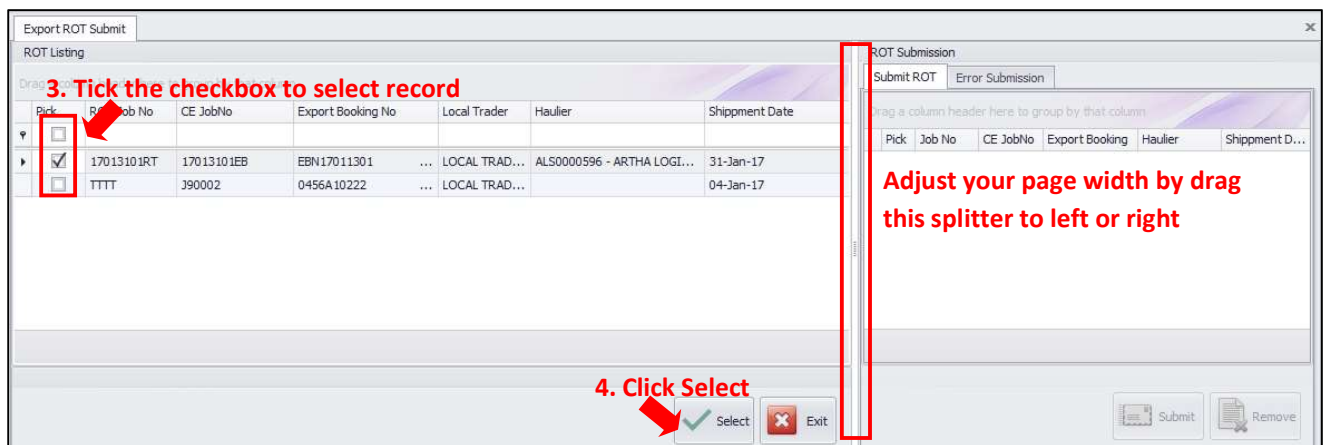 Export ROT Submit
ROT Listing
3. Tick the checkbox to select record
Pick ROT Job No CE JobNo Export Booking No Local Trader Haulier Shippment Date
17013101RT 17013101EB EBN17011301 ... LOCAL TRAD... ALS0000596 - ARTHA LOGI... 31-Jan-17
TTTT J90002 0456A10222 ... LOCAL TRAD... 04-Jan-17
4. Click Select
Select Exit
ROT Submission
Submit ROT Error Submission
Drag a column header here to group by that column
Pick Job No CE JobNo Export Booking Haulier Shippment D...
Adjust your page width by drag
this splitter to left or right
Submit Remove